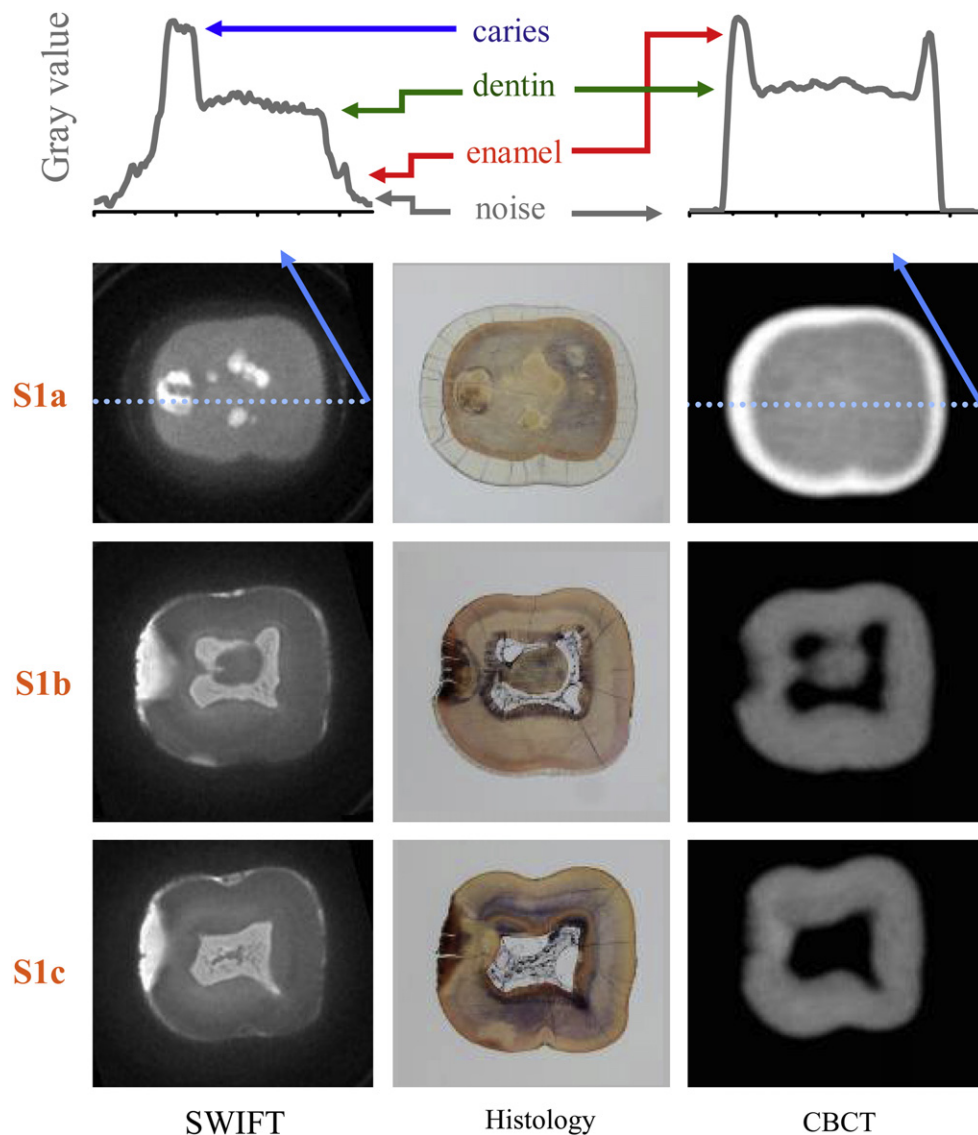 Gray value
caries
dentin
enamel
noise
S1a
S1b
S1c
SWIFT
Histology
CBCT